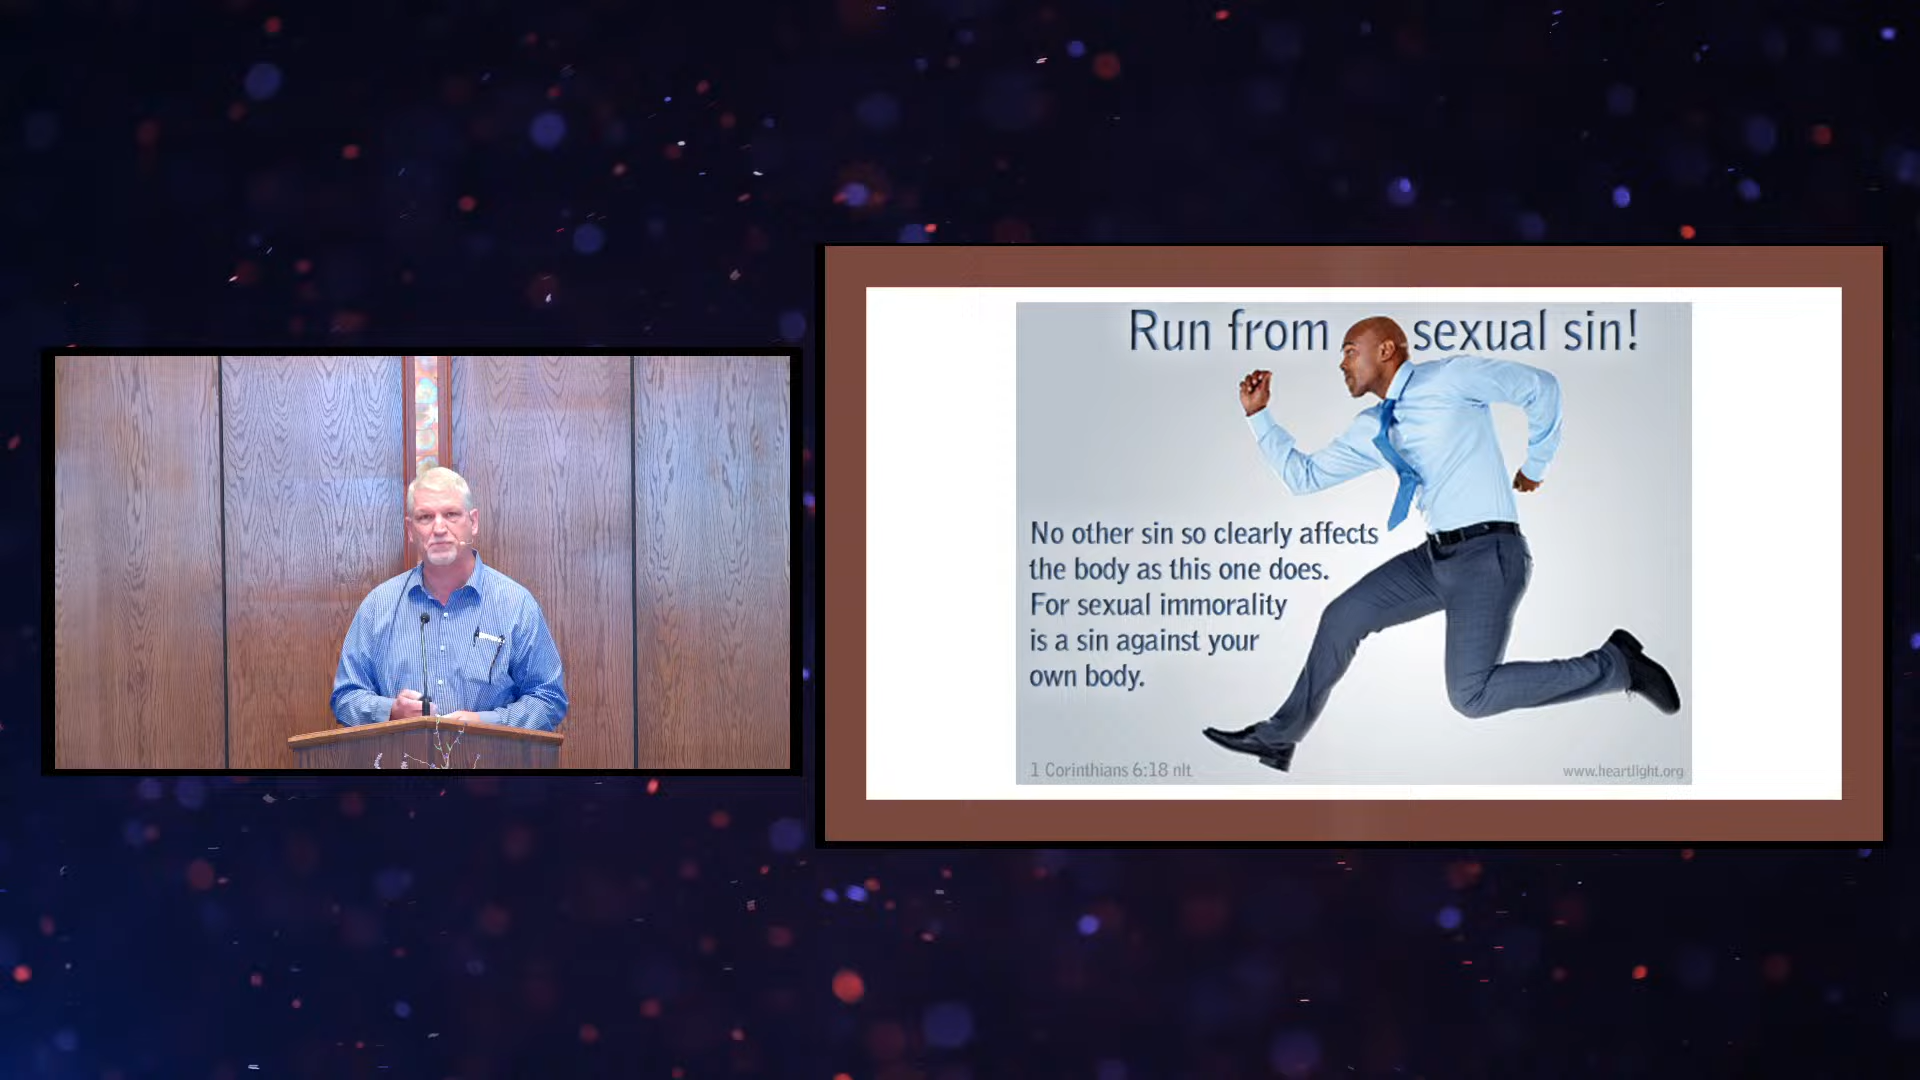 Run from sexual sin!
No other sin so clearly affects
the body as this one does.
For sexual immorality
is a sin against your
own body.
1 Corinthians 6:18 nlt
www.heartlight.org